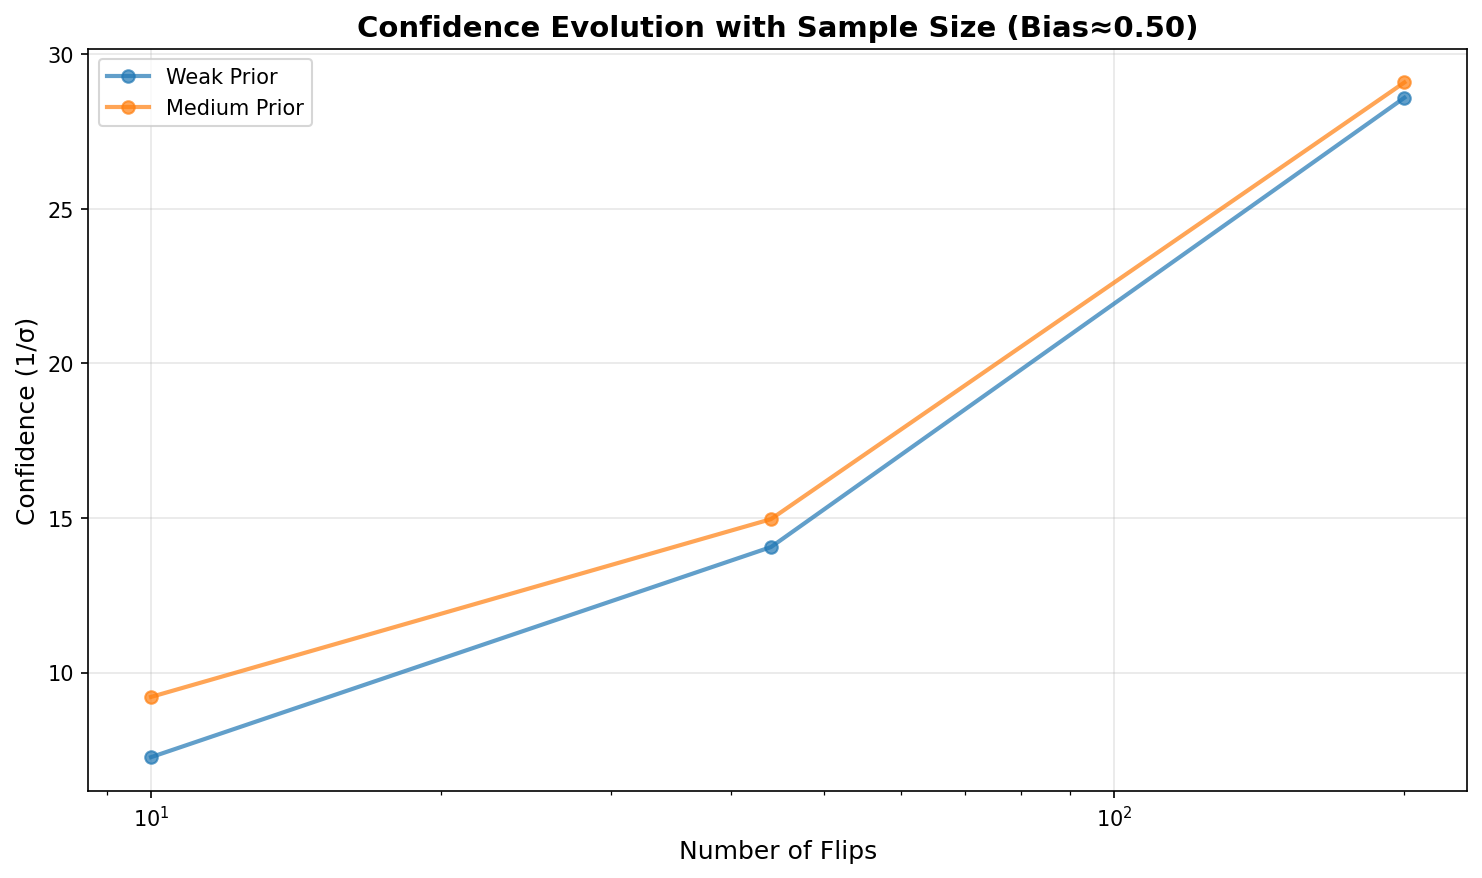 Confidence Evolution with Sample Size (Bias≈0.50)
Weak Prior
Medium Prior
Confidence (1/σ)
30
25
20
15
10
10¹
10²
Number of Flips